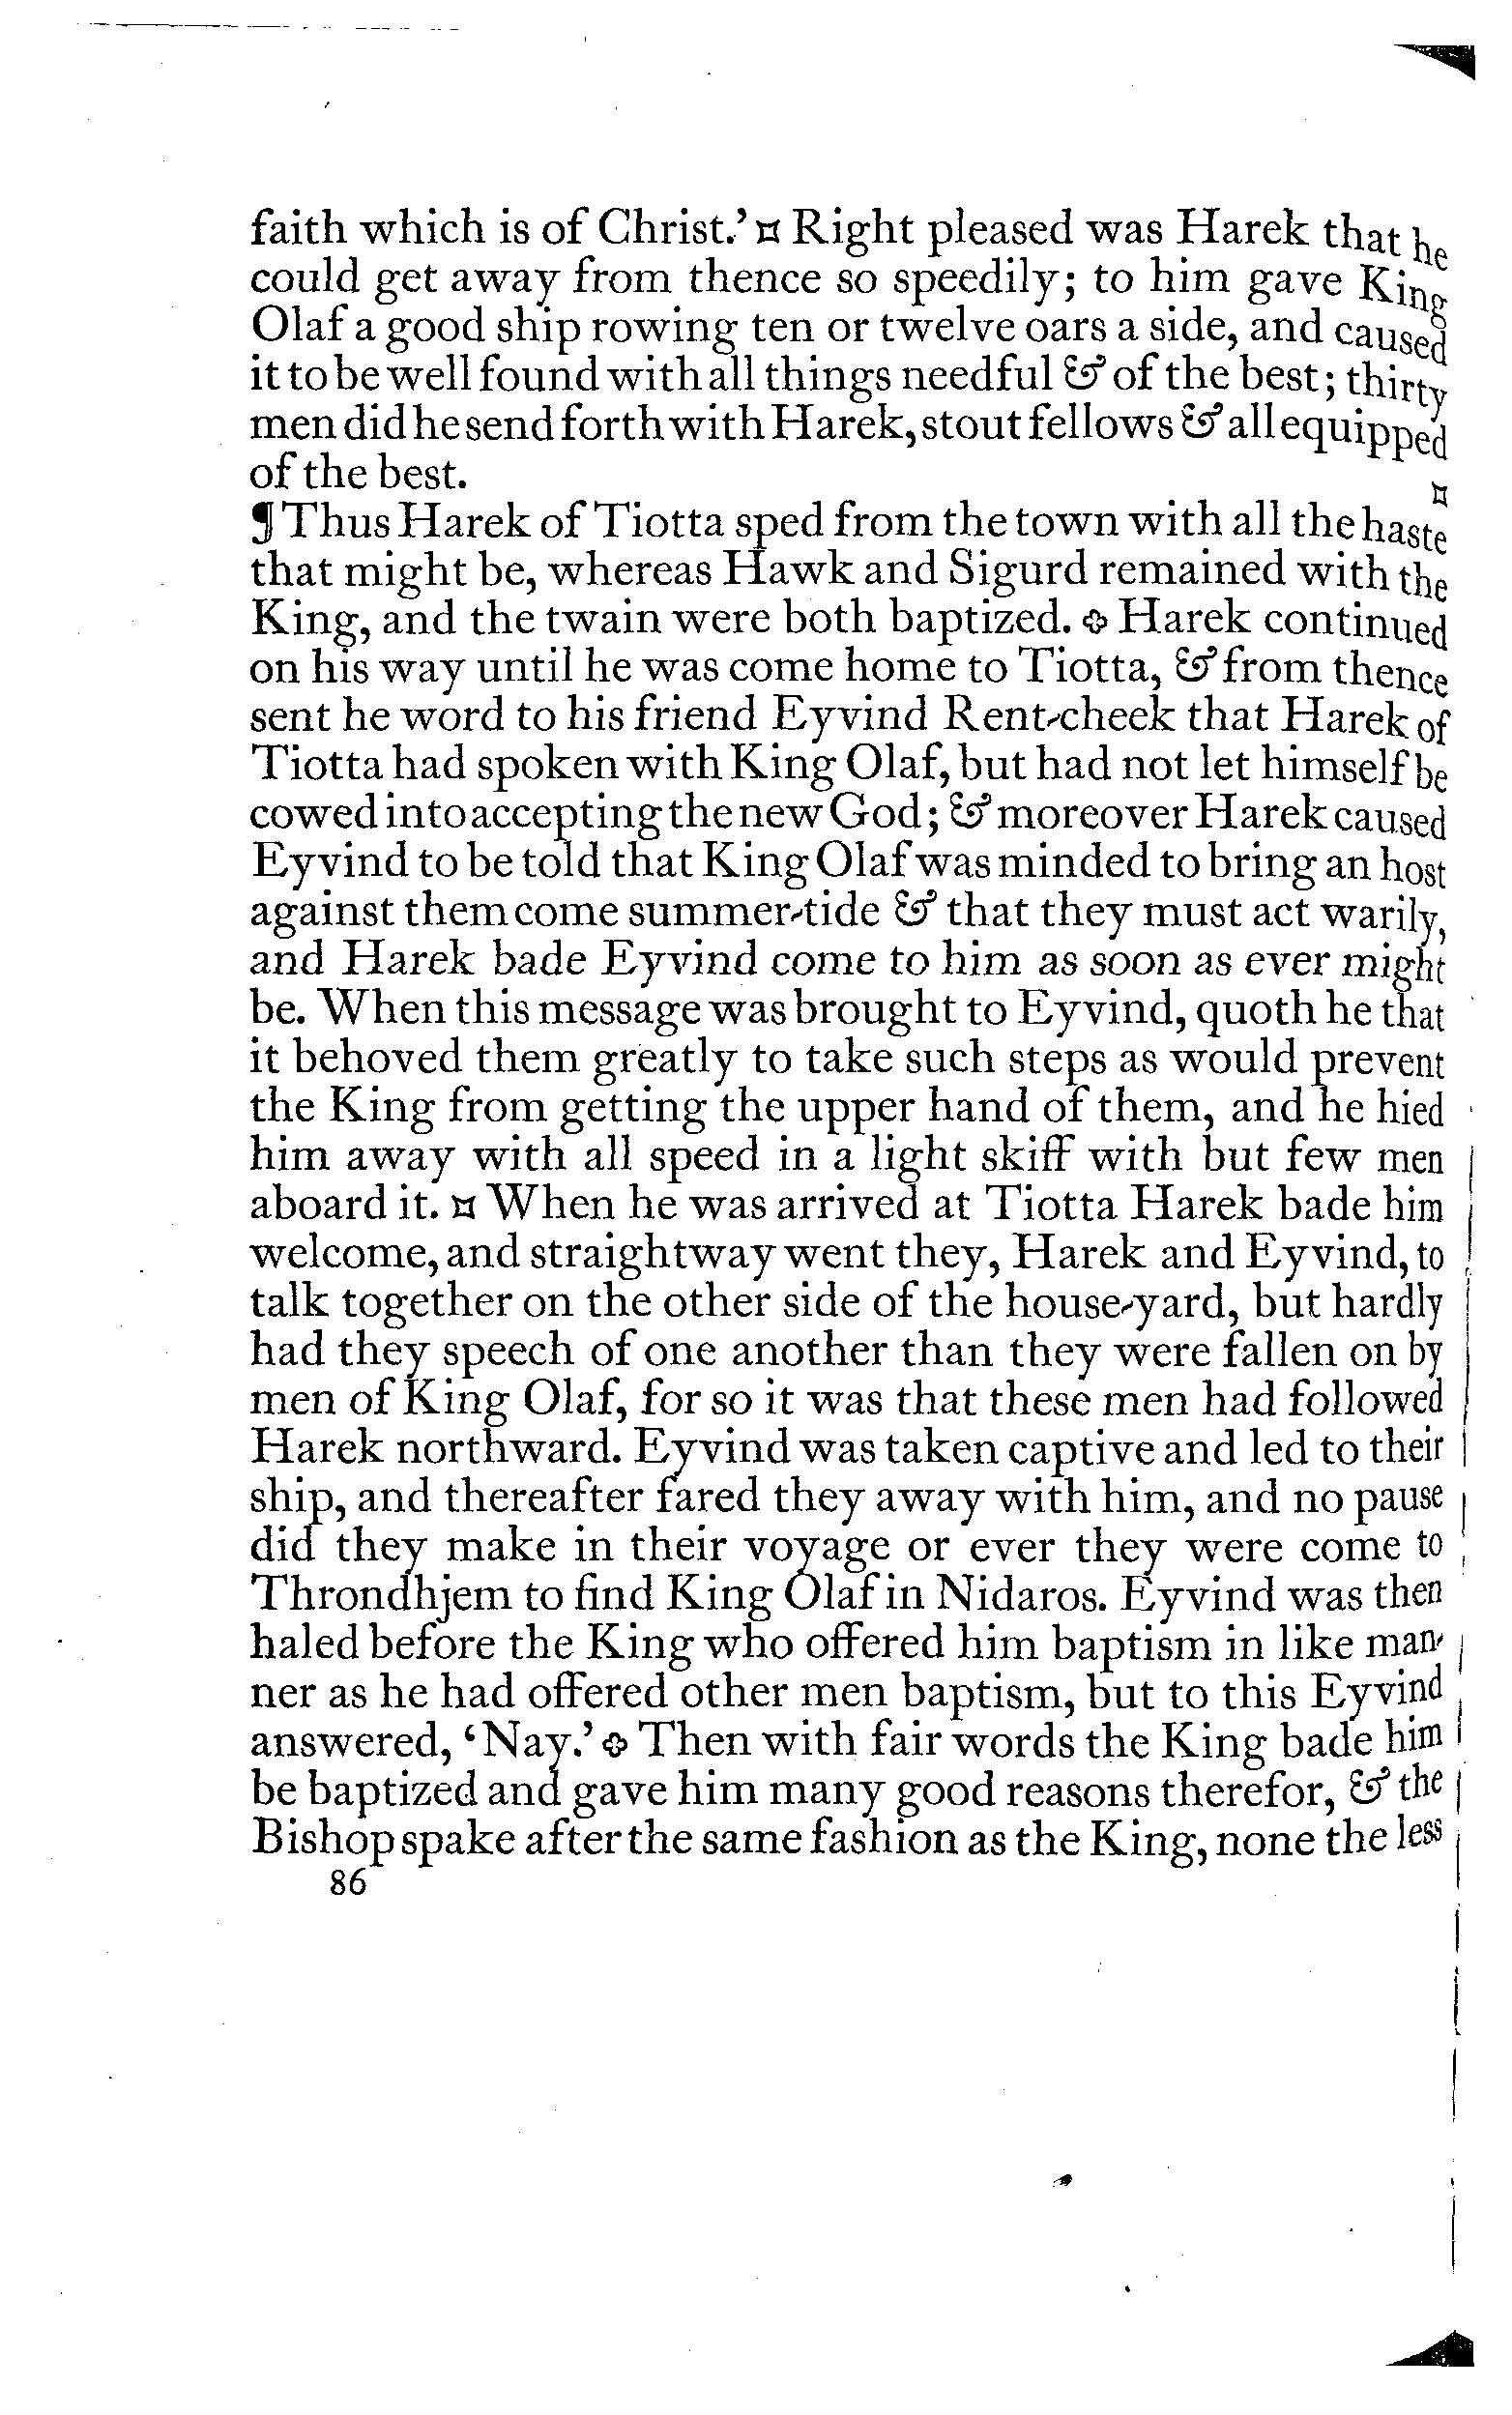 faith which is of Christ.' ¤ Right pleased was Harek that he
could get away from thence so speedily; to him gave King
Olaf a good ship rowing ten or twelve oars a side, and caused
it to be well found with all things needful & of the best; thirty
men did he send forth with Harek, stout fellows & all equipped
of the best. ¤
¶ Thus Harek of Tiotta sped from the town with all the haste
that might be, whereas Hawk and Sigurd remained with the
King, and the twain were both baptized. ✥ Harek continued
on his way until he was come home to Tiotta, & from thence
sent he word to his friend Eyvind Rent-cheek that Harek of
Tiotta had spoken with King Olaf, but had not let himself be
cowed into accepting the new God; & moreover Harek caused
Eyvind to be told that King Olaf was minded to bring an host
against them come summer-tide & that they must act warily,
and Harek bade Eyvind come to him as soon as ever might
be. When this message was brought to Eyvind, quoth he that
it behoved them greatly to take such steps as would prevent
the King from getting the upper hand of them, and he hied
him away with all speed in a light skiff with but few men
aboard it. ¤ When he was arrived at Tiotta Harek bade him
welcome, and straightway went they, Harek and Eyvind, to
talk together on the other side of the house-yard, but hardly
had they speech of one another than they were fallen on by
men of King Olaf, for so it was that these men had followed
Harek northward. Eyvind was taken captive and led to their
ship, and thereafter fared they away with him, and no pause
did they make in their voyage or ever they were come to
Throndhjem to find King Olaf in Nidaros. Eyvind was then
haled before the King who offered him baptism in like man-
ner as he had offered other men baptism, but to this Eyvind
answered, 'Nay.' ✥ Then with fair words the King bade him
be baptized and gave him many good reasons therefor, & the
Bishop spake after the same fashion as the King, none the less
86